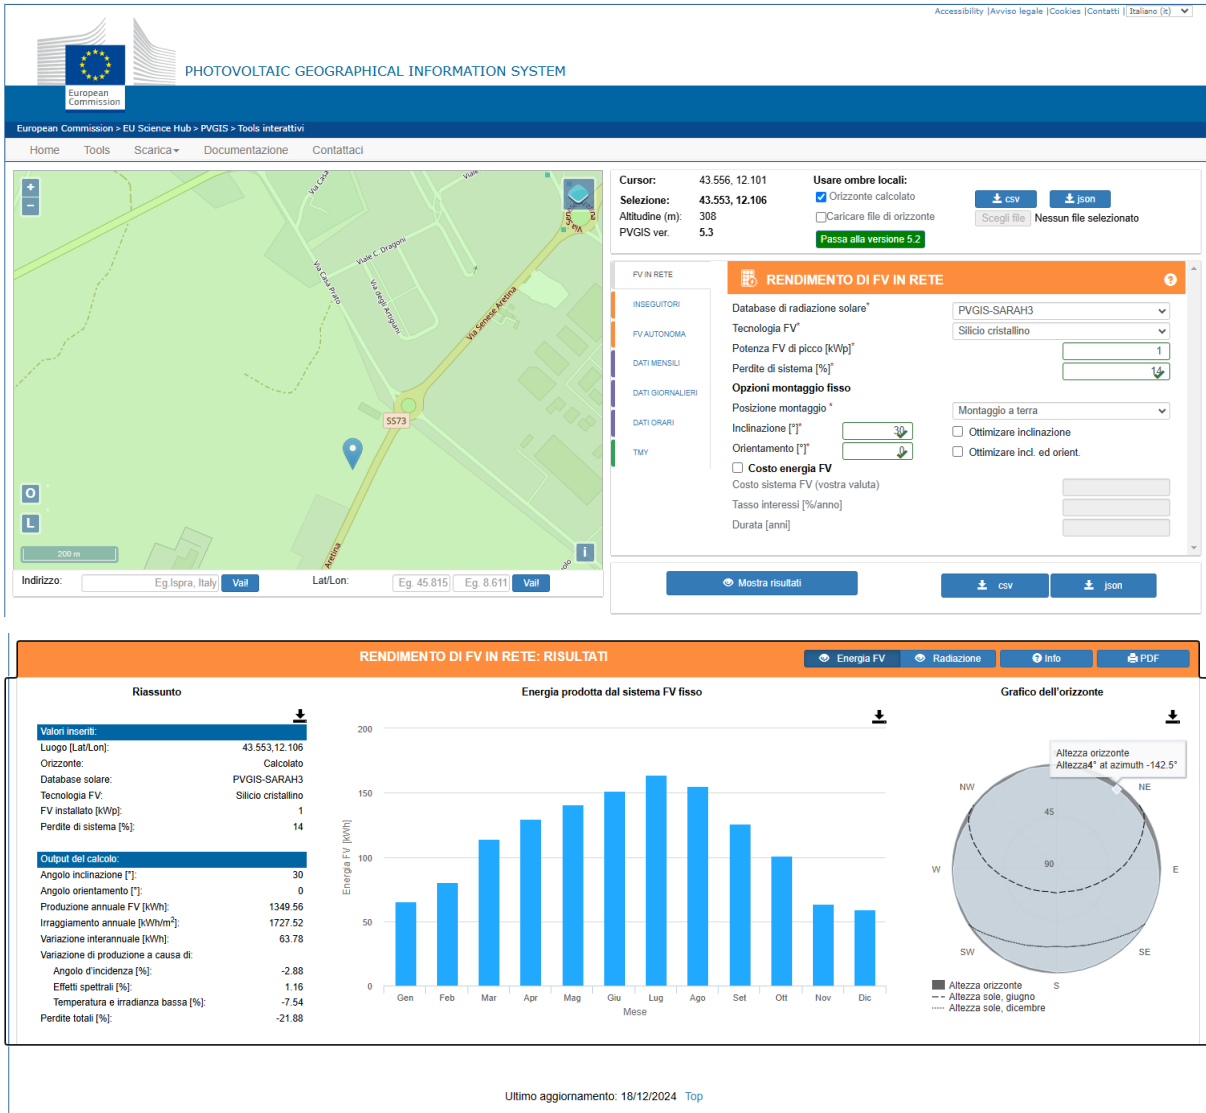 Accessibility |Avviso legale |Cookies |Contatti | Italiano (it)
European
Commission
PHOTOVOLTAIC GEOGRAPHICAL INFORMATION SYSTEM
European Commission > EU Science Hub > PVGIS > Tools interattivi
Home Tools Scarica Documentazione Contattaci
+
−
Via Casa
Viale
Viale C. Dragoni
Via Casa Prato
Via degli Artigiani
Via Senese Aretina
SS73
Aretina
O
L
200 m
i
Indirizzo: Eg.Ispra, Italy Vai! Lat/Lon: Eg. 45.815 Eg. 8.611 Vai!
Cursor: 43.556, 12.101 Usare ombre locali:
Selezione: 43.553, 12.106 Orizzonte calcolato csv json
Altitudine (m): 308 Caricare file di orizzonte Scegli file Nessun file selezionato
PVGIS ver. 5.3 Passa alla versione 5.2
FV IN RETE
INSEGUITORI
FV AUTONOMA
DATI MENSILI
DATI GIORNALIERI
DATI ORARI
TMY
RENDIMENTO DI FV IN RETE ?
Database di radiazione solare* PVGIS-SARAH3
Tecnologia FV* Silicio cristallino
Potenza FV di picco [kWp]* 1
Perdite di sistema [%]* 14
Opzioni montaggio fisso
Posizione montaggio * Montaggio a terra
Inclinazione [°]* 30 Ottimizare inclinazione
Orientamento [°]* 0 Ottimizare incl. ed orient.
Costo energia FV
Costo sistema FV (vostra valuta)
Tasso interessi [%/anno]
Durata [anni]
Mostra risultati csv json
RENDIMENTO DI FV IN RETE: RISULTATI Energia FV Radiazione Info PDF
Riassunto
Valori inseriti:
Luogo [Lat/Lon]: 43.553,12.106
Orizzonte: Calcolato
Database solare: PVGIS-SARAH3
Tecnologia FV: Silicio cristallino
FV installato [kWp]: 1
Perdite di sistema [%]: 14
Output del calcolo:
Angolo inclinazione [°]: 30
Angolo orientamento [°]: 0
Produzione annuale FV [kWh]: 1349.56
Irraggiamento annuale [kWh/m2]: 1727.52
Variazione interannuale [kWh]: 63.78
Variazione di produzione a causa di:
Angolo d'incidenza [%]: -2.88
Effetti spettrali [%]: 1.16
Temperatura e irradianza bassa [%]: -7.54
Perdite totali [%]: -21.88
Energia prodotta dal sistema FV fisso
Energia FV [kWh]
200
150
100
50
0
Gen Feb Mar Apr Mag Giu Lug Ago Set Ott Nov Dic
Mese
Grafico dell'orizzonte
Altezza orizzonte
Altezza4° at azimuth -142.5°
NW NE
45
W 90 E
SW SE
S
Altezza orizzonte
Altezza sole, giugno
Altezza sole, dicembre
Ultimo aggiornamento: 18/12/2024 Top